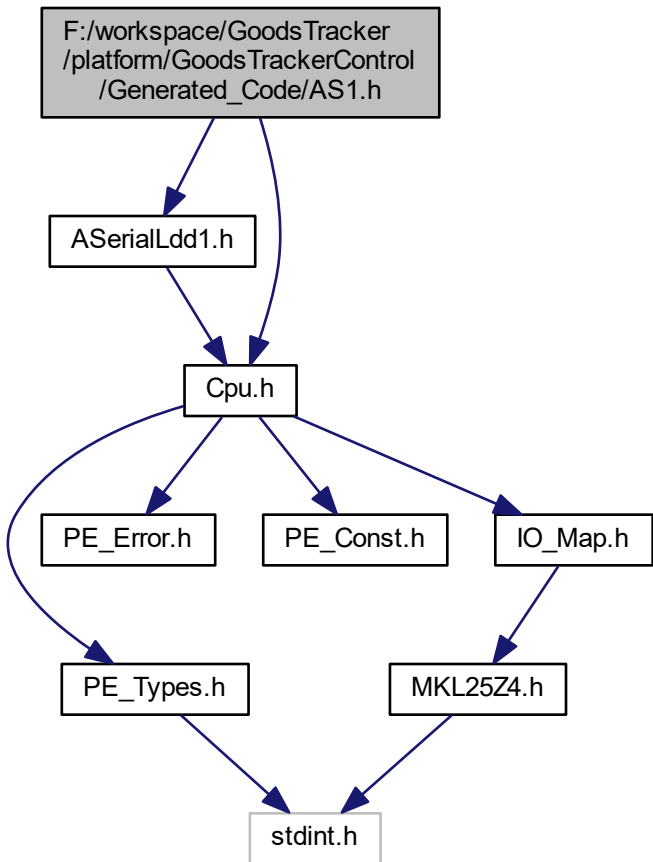 F:/workspace/GoodsTracker
/platform/GoodsTrackerControl
/Generated_Code/AS1.h
ASerialLdd1.h
Cpu.h
PE_Error.h
PE_Const.h
IO_Map.h
PE_Types.h
MKL25Z4.h
stdint.h